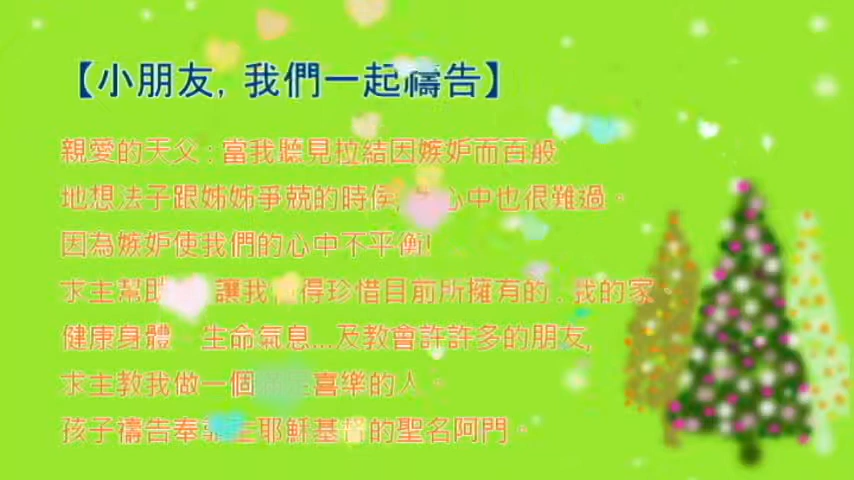 【小朋友, 我們一起禱告】
親愛的天父：當我聽見拉結因嫉妒而百般
地想法子跟姊姊爭兢的時侯, 心中也很難過。
因為嫉妒使我們的心中不平衡!
求主幫助 讓我 得珍惜目前所擁有的．我的家、
健康身體 生命氣息....及教會許許多的朋友,
求主教我做一個 喜樂的人。
孩子禱告奉 主耶穌基督的聖名阿門。